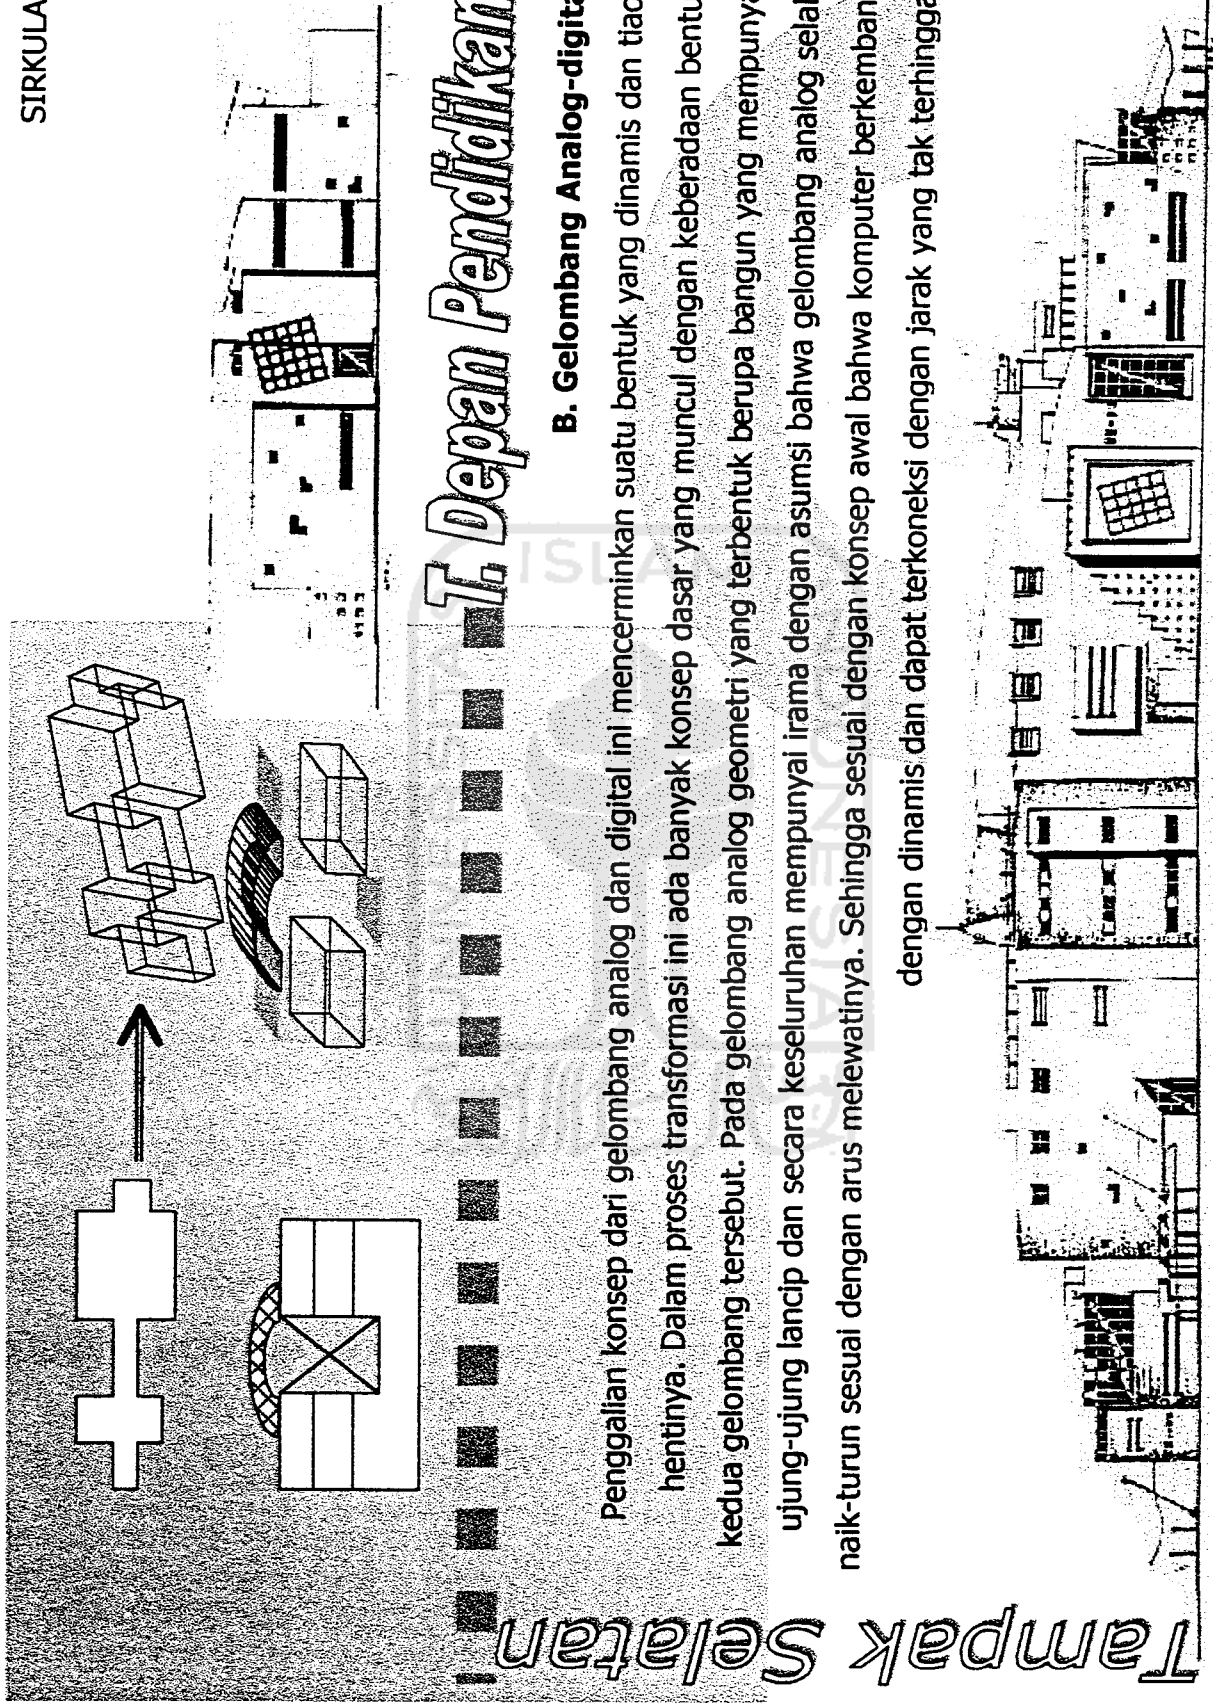 SIRKULA
T. Depan Pendidikan
B. Gelombang Analog-digita
Penggalian konsep dari gelombang analog dan digital ini mencerminkan suatu bentuk yang dinamis dan tiad
hentinya. Dalam proses transformasi ini ada banyak konsep dasar yang muncul dengan keberadaan bentu
kedua gelombang tersebut. Pada gelombang analog geometri yang terbentuk berupa bangun yang mempunya
ujung-ujung lancip dan secara keseluruhan mempunyai irama dengan asumsi bahwa gelombang analog selal
naik-turun sesuai dengan arus melewatinya. Sehingga sesuai dengan konsep awal bahwa komputer berkemban
dengan dinamis dan dapat terkoneksi dengan jarak yang tak terhingga
Tampak Selatan
UNIVERSITAS
ISLAM
INDONESIA